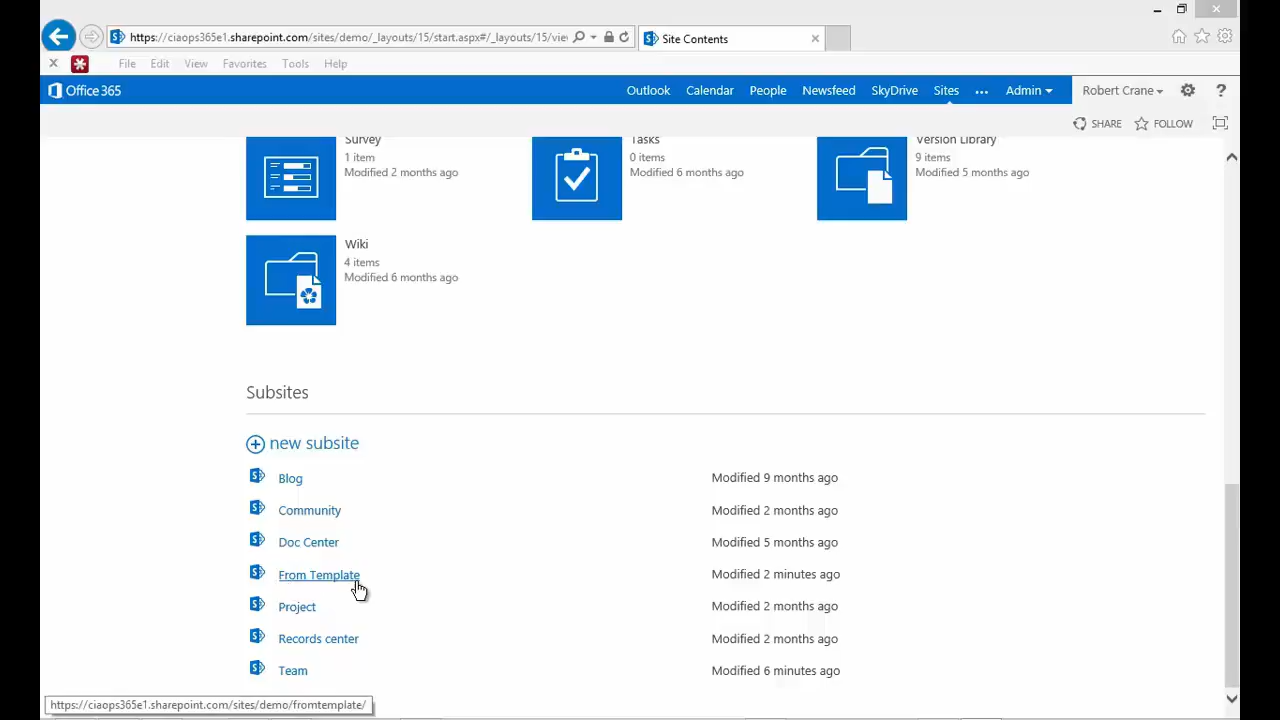 https://ciaops365e1.sharepoint.com/sites/demo/_layouts/15/start.aspx#/_layouts/15/viev
Site Contents
File Edit View Favorites Tools Help
Office 365
Outlook Calendar People Newsfeed SkyDrive Sites ... Admin Robert Crane ?
SHARE FOLLOW
Survey
1 item
Modified 2 months ago
Tasks
0 items
Modified 6 months ago
Version Library
9 items
Modified 5 months ago
Wiki
4 items
Modified 6 months ago
Subsites
new subsite
Blog Modified 9 months ago
Community Modified 2 months ago
Doc Center Modified 5 months ago
From Template Modified 2 minutes ago
Project Modified 2 months ago
Records center Modified 2 months ago
Team Modified 6 minutes ago
https://ciaops365e1.sharepoint.com/sites/demo/fromtemplate/